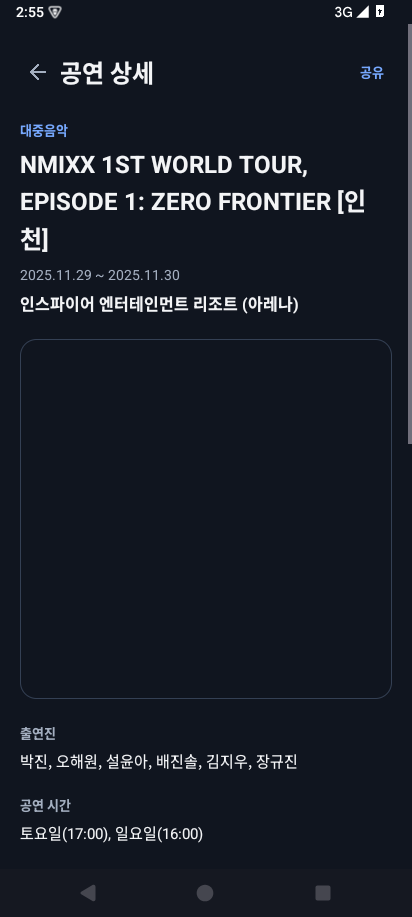 2:55
3G
공연 상세
공유
대중음악
NMIXX 1ST WORLD TOUR,
EPISODE 1: ZERO FRONTIER [인
천]
2025.11.29 ~ 2025.11.30
인스파이어 엔터테인먼트 리조트 (아레나)
출연진
박진, 오해원, 설윤아, 배진솔, 김지우, 장규진
공연 시간
토요일(17:00), 일요일(16:00)